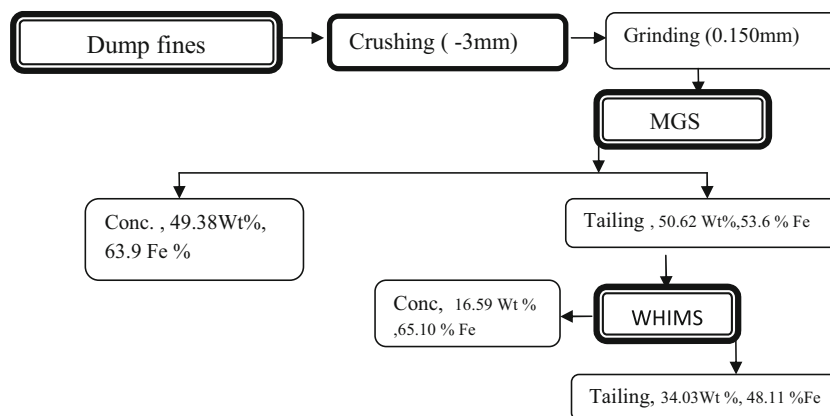 Dump fines
Crushing ( -3mm)
Grinding (0.150mm)
MGS
Conc. , 49.38Wt%,
63.9 Fe %
Tailing , 50.62 Wt%,53.6 % Fe
Conc, 16.59 Wt %
,65.10 % Fe
WHIMS
Tailing, 34.03Wt %, 48.11 %Fe